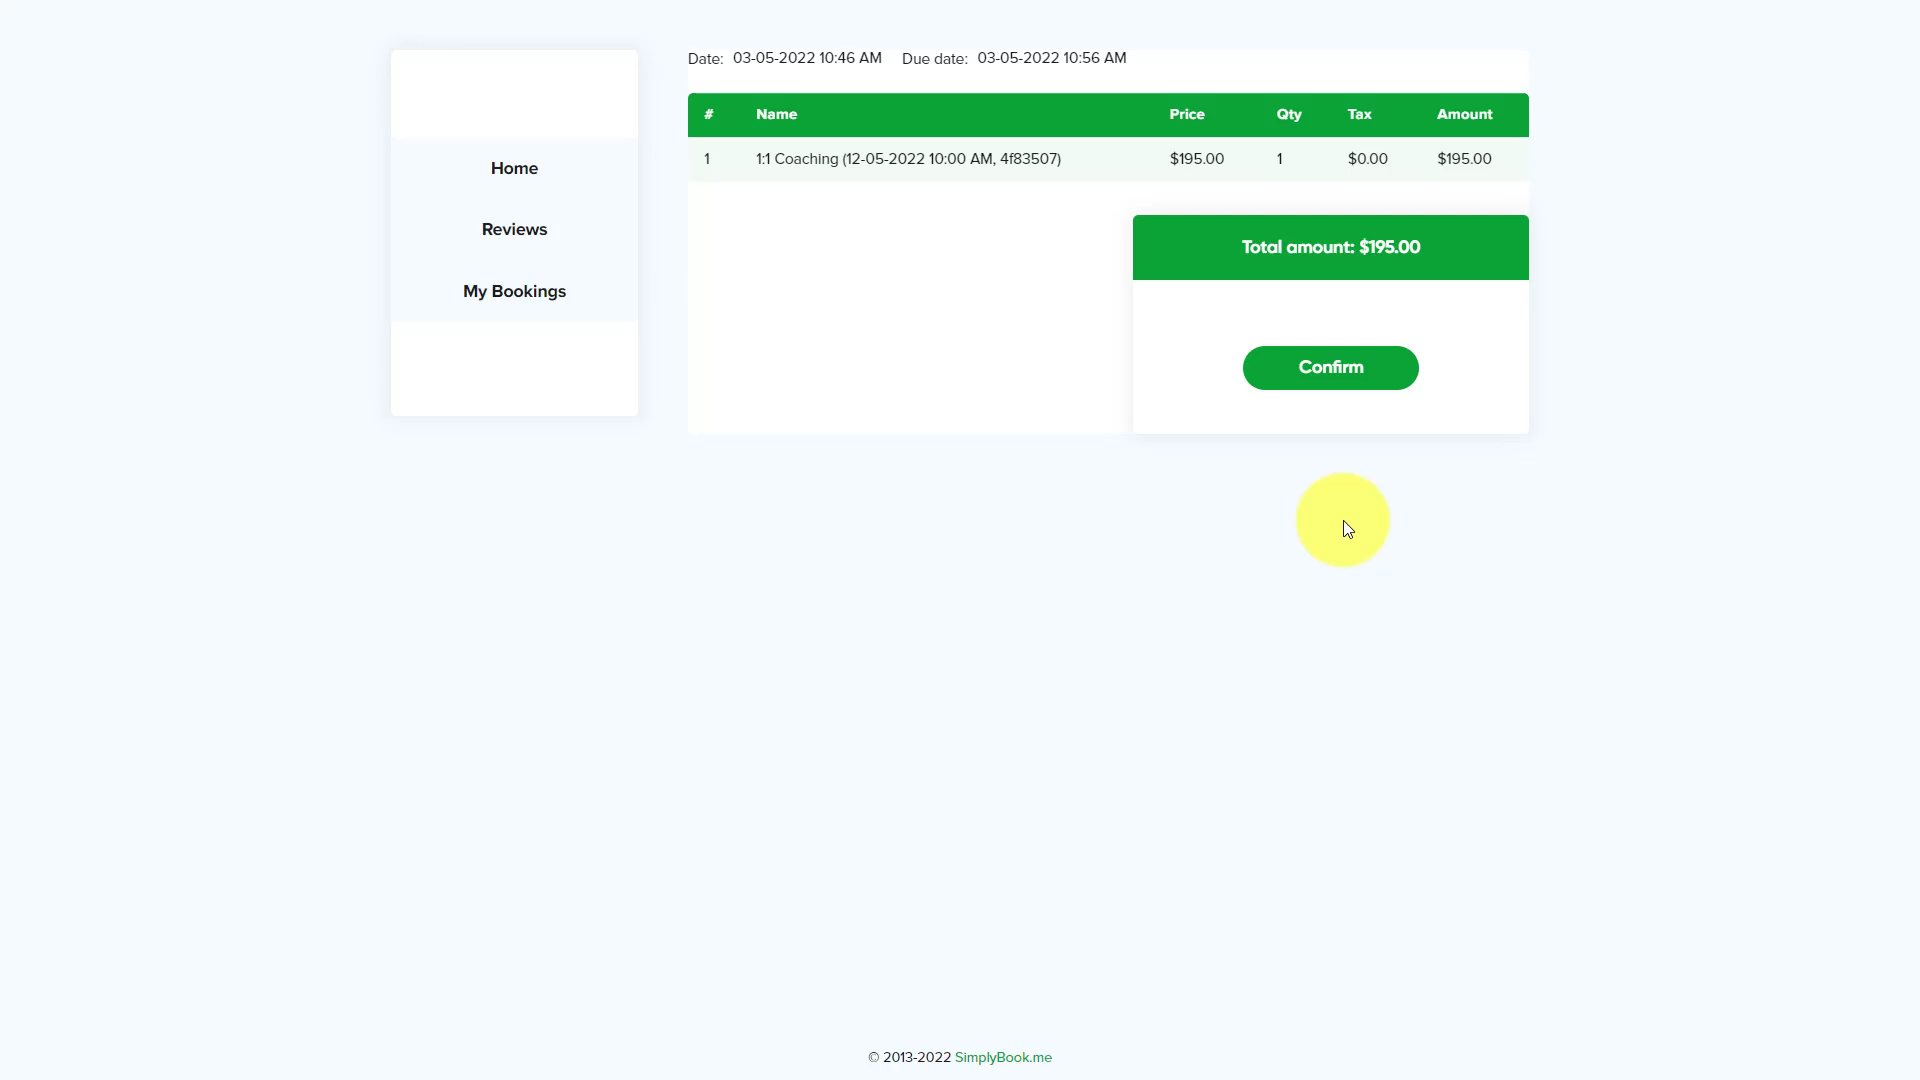 Home
Reviews
My Bookings
Date: 03-05-2022 10:46 AM Due date: 03-05-2022 10:56 AM
# Name Price Qty Tax Amount
1 1:1 Coaching (12-05-2022 10:00 AM, 4f83507) $195.00 1 $0.00 $195.00
Total amount: $195.00
Confirm
© 2013-2022 SimplyBook.me